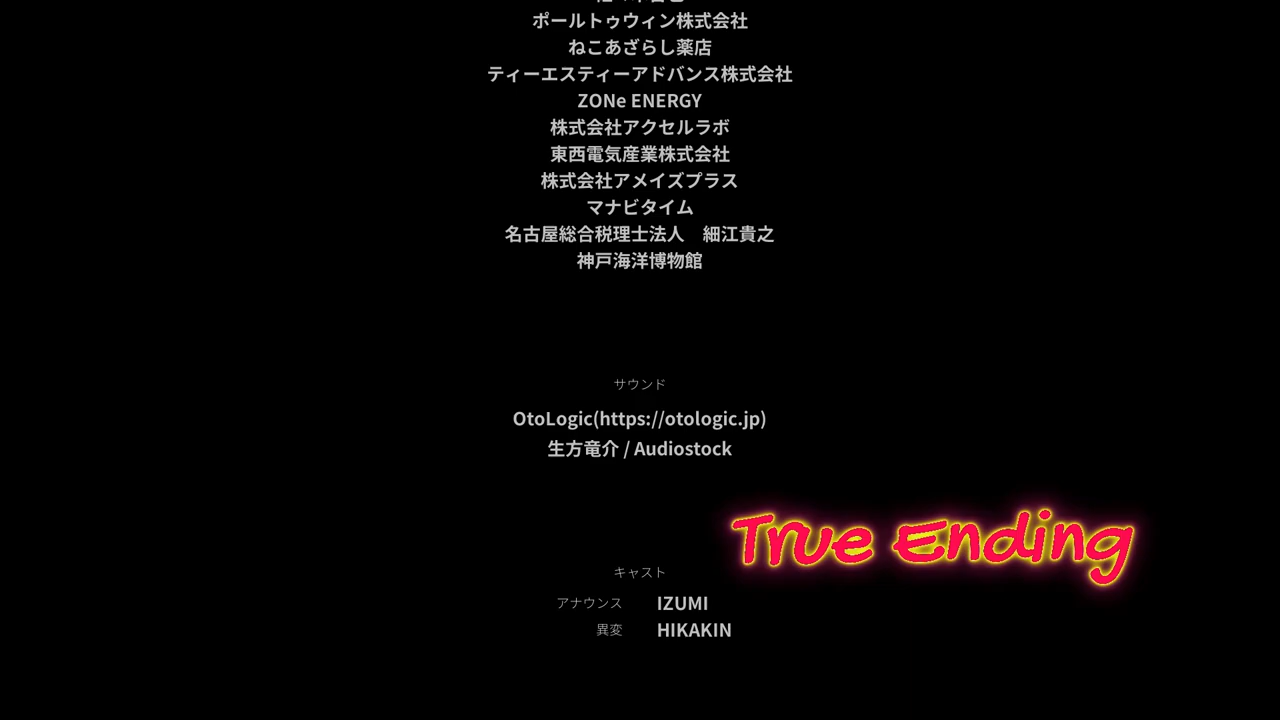 ポールトゥウィン株式会社
ねこあざらし薬店
ティーエスティーアドバンス株式会社
ZONe ENERGY
株式会社アクセルラボ
東西電気産業株式会社
株式会社アメイズプラス
マナビタイム
名古屋総合税理士法人　細江貴之
神戸海洋博物館
サウンド
OtoLogic(https://otologic.jp)
生方竜介 / Audiostock
True Ending
キャスト
アナウンス IZUMI
異変 HIKAKIN